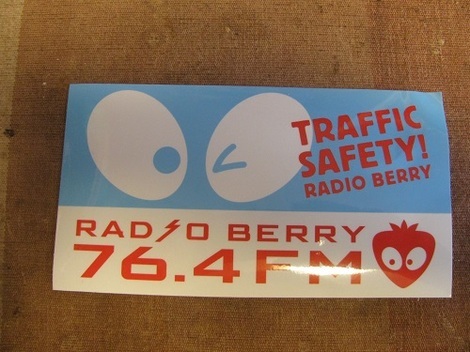 TRAFFIC
SAFETY!
RADIO BERRY
RADIO BERRY
76.4FM